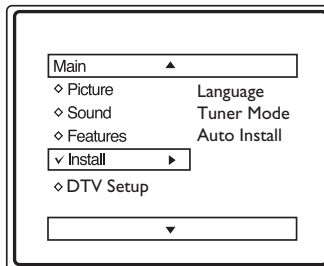 Main
Picture
Language
Sound
Tuner Mode
Features
Auto Install
Install
DTV Setup